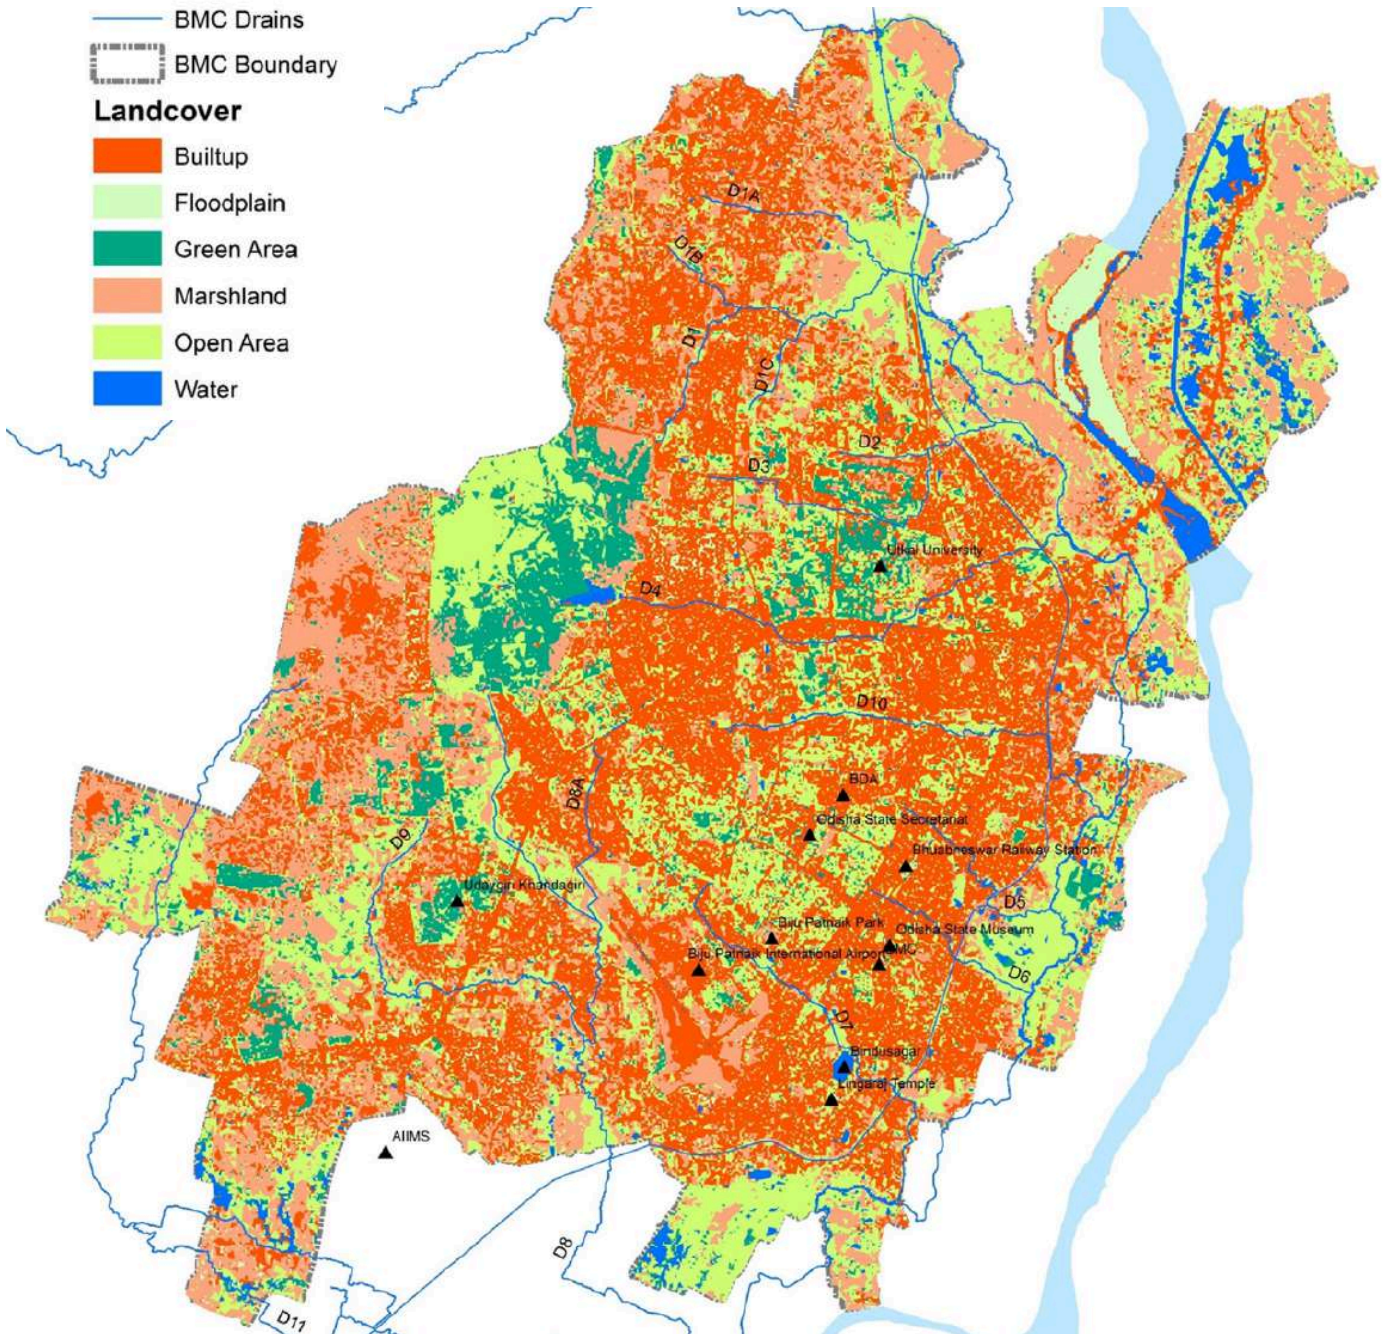 BMC Drains
BMC Boundary
Landcover
Builtup
Floodplain
Green Area
Marshland
Open Area
Water
D1A
D1B
D1
D1C
D2
D3
Utkal University
D4
D10
BDA
D8A
Odisha State Secretariat
D9
Bhuabneswar Railway Station
Udaygiri Khandagiri
D5
Biju Patnaik Park
Odisha State Museum
Biju Patnaik International Airport
BMC
D6
D7
Bindusagar
Lingaraj Temple
AIIMS
D8
D11